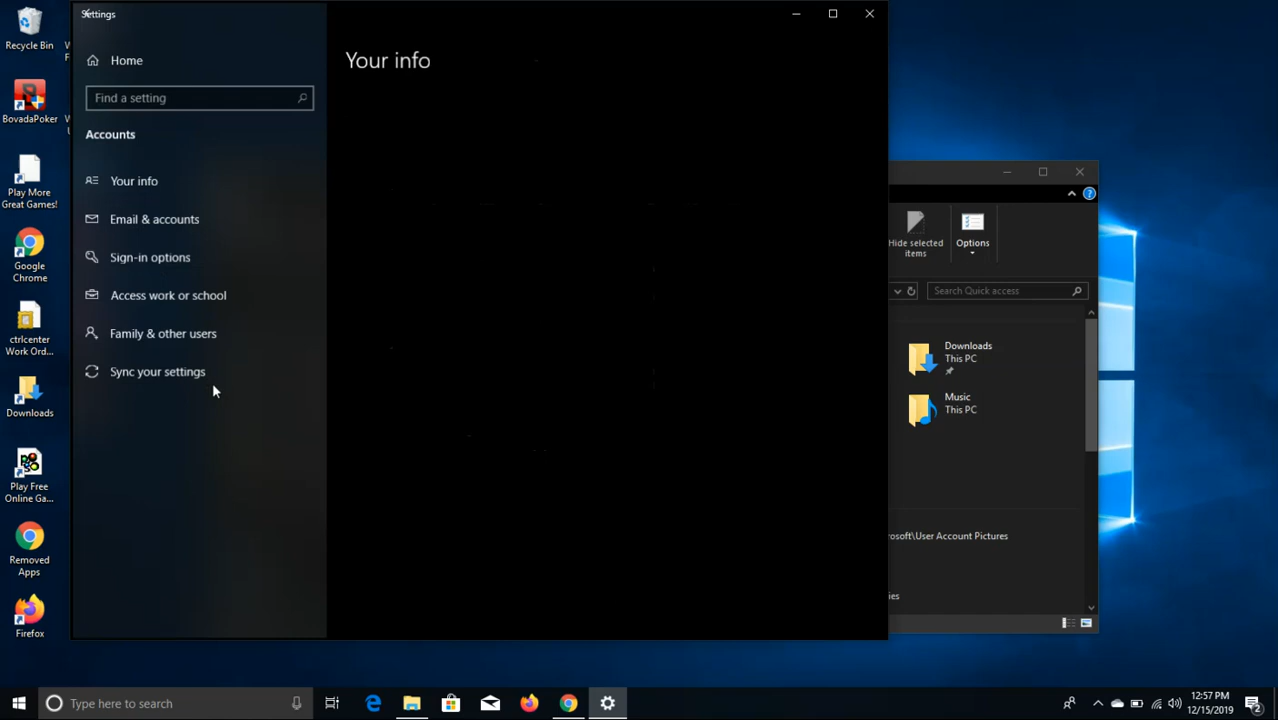 Settings
Home
Find a setting
Accounts
Your info
Email & accounts
Sign-in options
Access work or school
Family & other users
Sync your settings
Your info
Recycle Bin
BovadaPoker
Play More
Great Games!
Google
Chrome
ctrlcenter
Work Ord...
Downloads
Play Free
Online Ga...
Removed
Apps
Firefox
W
F
W
Hide selected
items
Options
Search Quick access
Downloads
This PC
Music
This PC
rosoft\User Account Pictures
ies
Type here to search
12:57 PM
12/15/2019
2